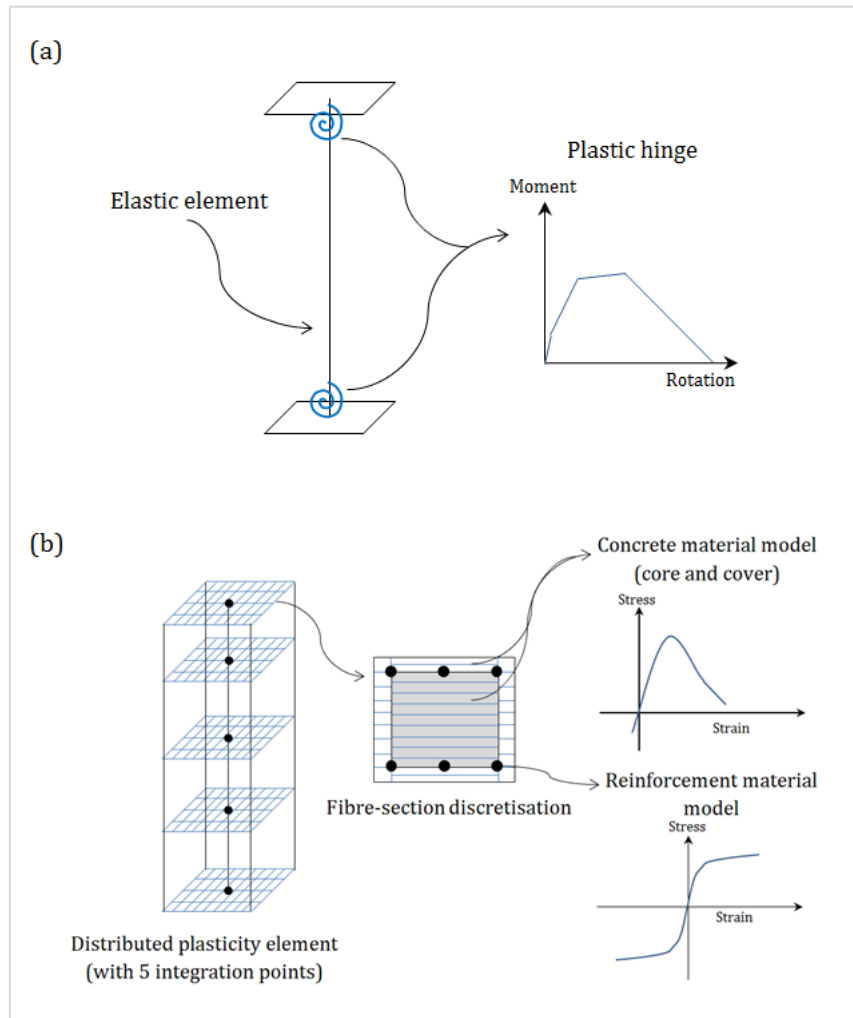 (a)
Plastic hinge
Moment
Elastic element
Rotation
(b)
Concrete material model
(core and cover)
Stress
Strain
Fibre-section discretisation
Reinforcement material
model
Stress
Strain
Distributed plasticity element
(with 5 integration points)